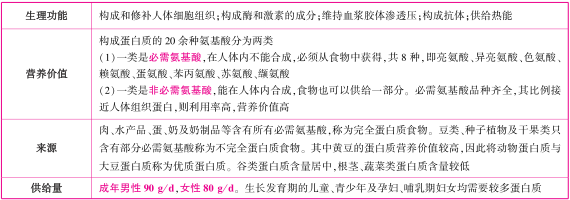 生理功能
构成和修补人体细胞组织;构成酶和激素的成分;维持血浆胶体渗透压;构成抗体;供给热能
营养价值
构成蛋白质的 20 余种氨基酸分为两类
(1)一类是必需氨基酸,在人体内不能合成,必须从食物中获得,共 8 种,即亮氨酸、异亮氨酸、色氨酸、
赖氨酸、蛋氨酸、苯丙氨酸、苏氨酸、缬氨酸
(2)一类是非必需氨基酸,能在人体内合成,食物也可以供给一部分。必需氨基酸品种齐全,其比例接
近人体组织蛋白,则利用率高,营养价值高
来源
肉、水产品、蛋、奶及奶制品等含有所有必需氨基酸,称为完全蛋白质食物。豆类、种子植物及干果类只
含有部分必需氨基酸称为不完全蛋白质食物。其中黄豆的蛋白质营养价值较高,因此将动物蛋白质与
大豆蛋白质称为优质蛋白质。谷类蛋白质含量居中,根茎、蔬菜类蛋白质含量较低
供给量
成年男性 90 g/d,女性 80 g/d。生长发育期的儿童、青少年及孕妇、哺乳期妇女均需要较多蛋白质